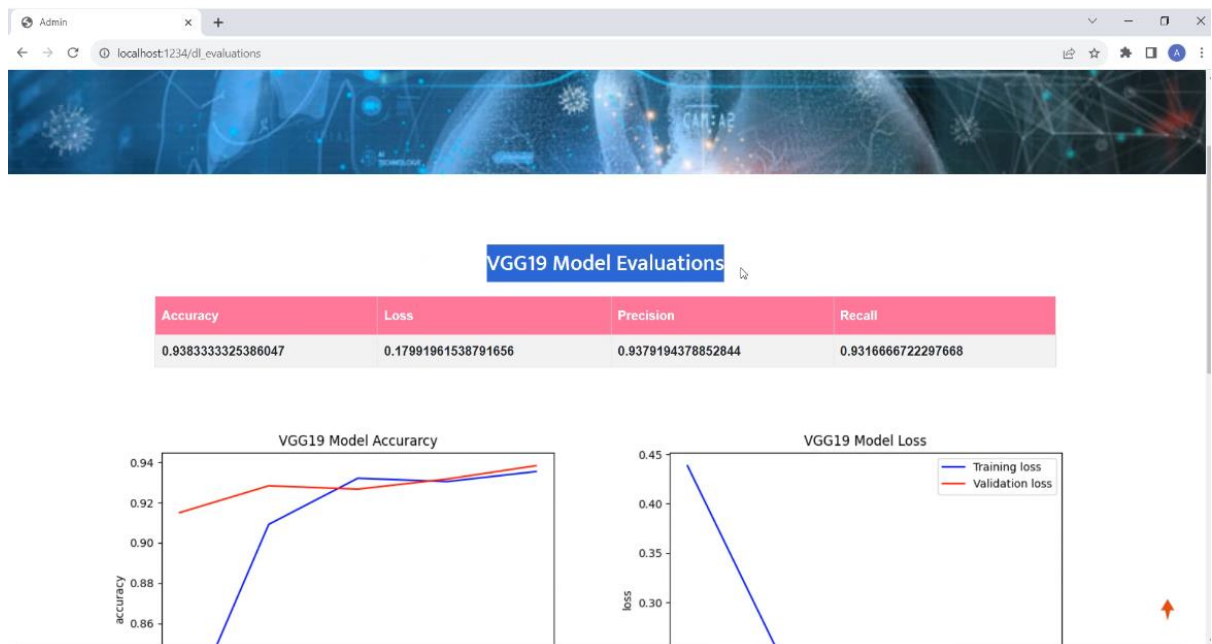 Admin
localhost:1234/dl_evaluations
A
AI
TECHNOLOGY
VGG19 Model Evaluations
Accuracy Loss Precision Recall
0.9383333325386047 0.17991961538791656 0.9379194378852844 0.9316666722297668
VGG19 Model Accurarcy
0.94
0.92
0.90
0.88
0.86
accuracy
VGG19 Model Loss
0.45
0.40
0.35
0.30
loss
Training loss
Validation loss